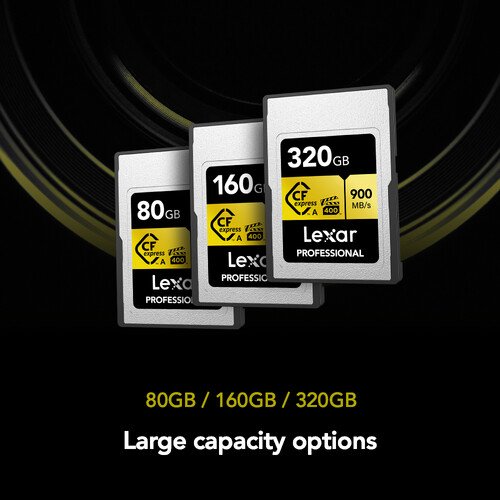 80GB
CF
express
A
400
Lexar
PROFESSIONAL
160GB
CF
express
A
400
Lexar
PROFESSIONAL
320GB
CF
express
A
400
900
MB/s
Lexar
PROFESSIONAL
80GB / 160GB / 320GB
Large capacity options